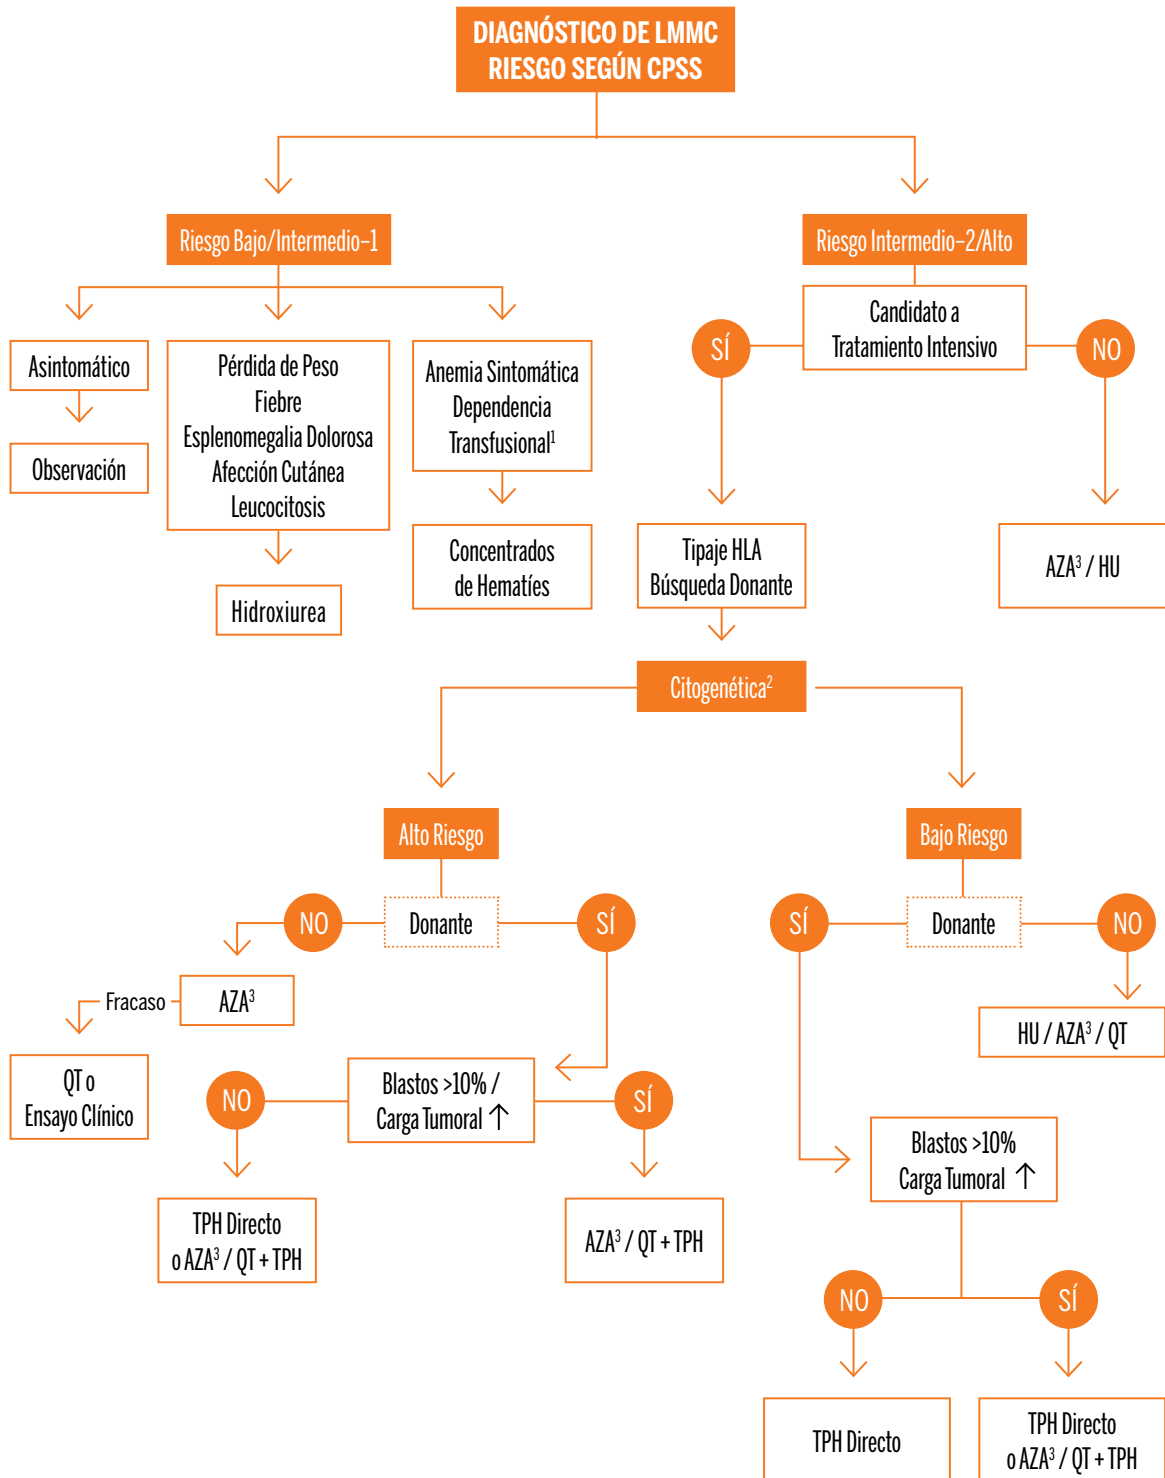 DIAGNÓSTICO DE LMMC
RIESGO SEGÚN CPSS
Riesgo Bajo/Intermedio–1
Riesgo Intermedio–2/Alto
Asintomático
Observación
Pérdida de Peso
Fiebre
Esplenomegalia Dolorosa
Afección Cutánea
Leucocitosis
Hidroxiurea
Anemia Sintomática
Dependencia
Transfusional¹
Concentrados
de Hematíes
Candidato a
Tratamiento Intensivo
SÍ
NO
Tipaje HLA
Búsqueda Donante
AZA³ / HU
Citogenética²
Alto Riesgo
Bajo Riesgo
NO
Donante
SÍ
SÍ
Donante
NO
Fracaso
AZA³
QT o
Ensayo Clínico
HU / AZA³ / QT
NO
Blastos >10% /
Carga Tumoral ↑
SÍ
TPH Directo
o AZA³ / QT + TPH
AZA³ / QT + TPH
Blastos >10%
Carga Tumoral ↑
NO
SÍ
TPH Directo
TPH Directo
o AZA³ / QT + TPH